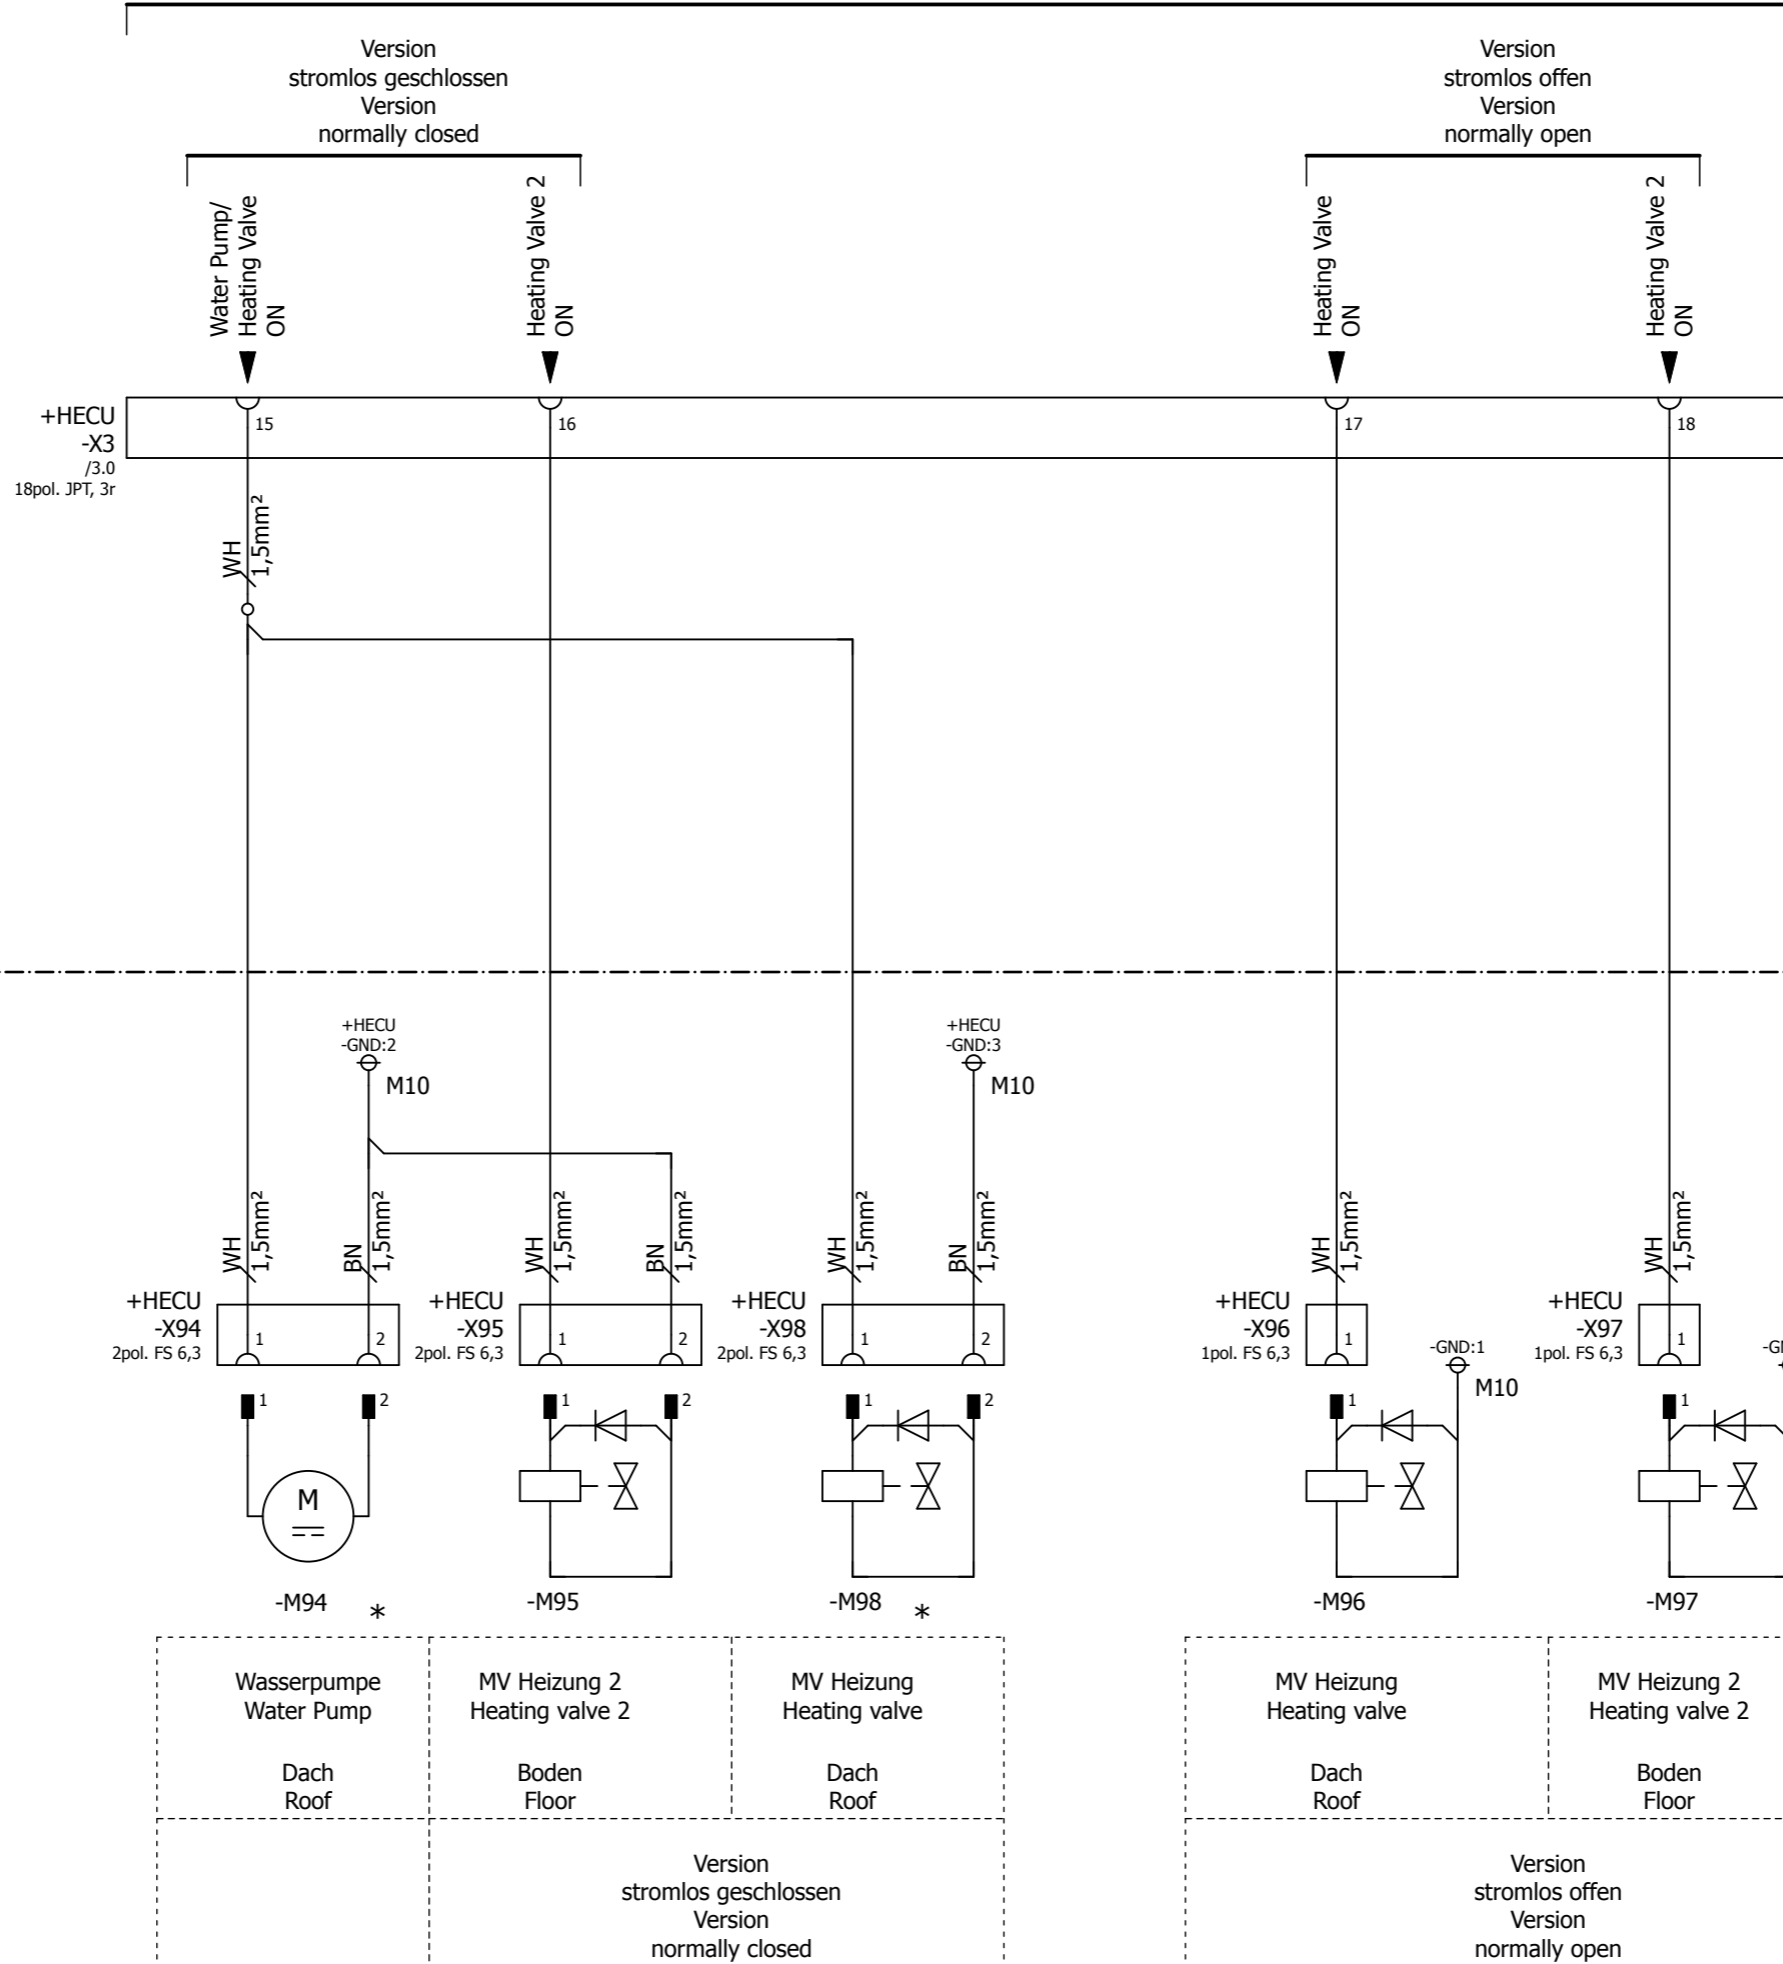 Version
stromlos geschlossen
Version
normally closed
Version
stromlos offen
Version
normally open
Water Pump/
Heating Valve
ON
Heating Valve 2
ON
Heating Valve
ON
Heating Valve 2
ON
+HECU
-X3
/3.0
18pol. JPT, 3r
15
16
17
18
WH
1,5mm²
+HECU
-GND:2
M10
+HECU
-GND:3
M10
WH
1,5mm²
BN
1,5mm²
WH
1,5mm²
BN
1,5mm²
WH
1,5mm²
BN
1,5mm²
WH
1,5mm²
WH
1,5mm²
+HECU
-X94
2pol. FS 6,3
1
2
+HECU
-X95
2pol. FS 6,3
1
2
+HECU
-X98
2pol. FS 6,3
1
2
+HECU
-X96
1pol. FS 6,3
1
-GND:1
M10
+HECU
-X97
1pol. FS 6,3
1
1
2
1
2
1
2
1
1
M
-M94 *
-M95
-M98 *
-M96
-M97
Wasserpumpe
Water Pump
Dach
Roof
MV Heizung 2
Heating valve 2
Boden
Floor
MV Heizung
Heating valve
Dach
Roof
MV Heizung
Heating valve
Dach
Roof
MV Heizung 2
Heating valve 2
Boden
Floor
Version
stromlos geschlossen
Version
normally closed
Version
stromlos offen
Version
normally open